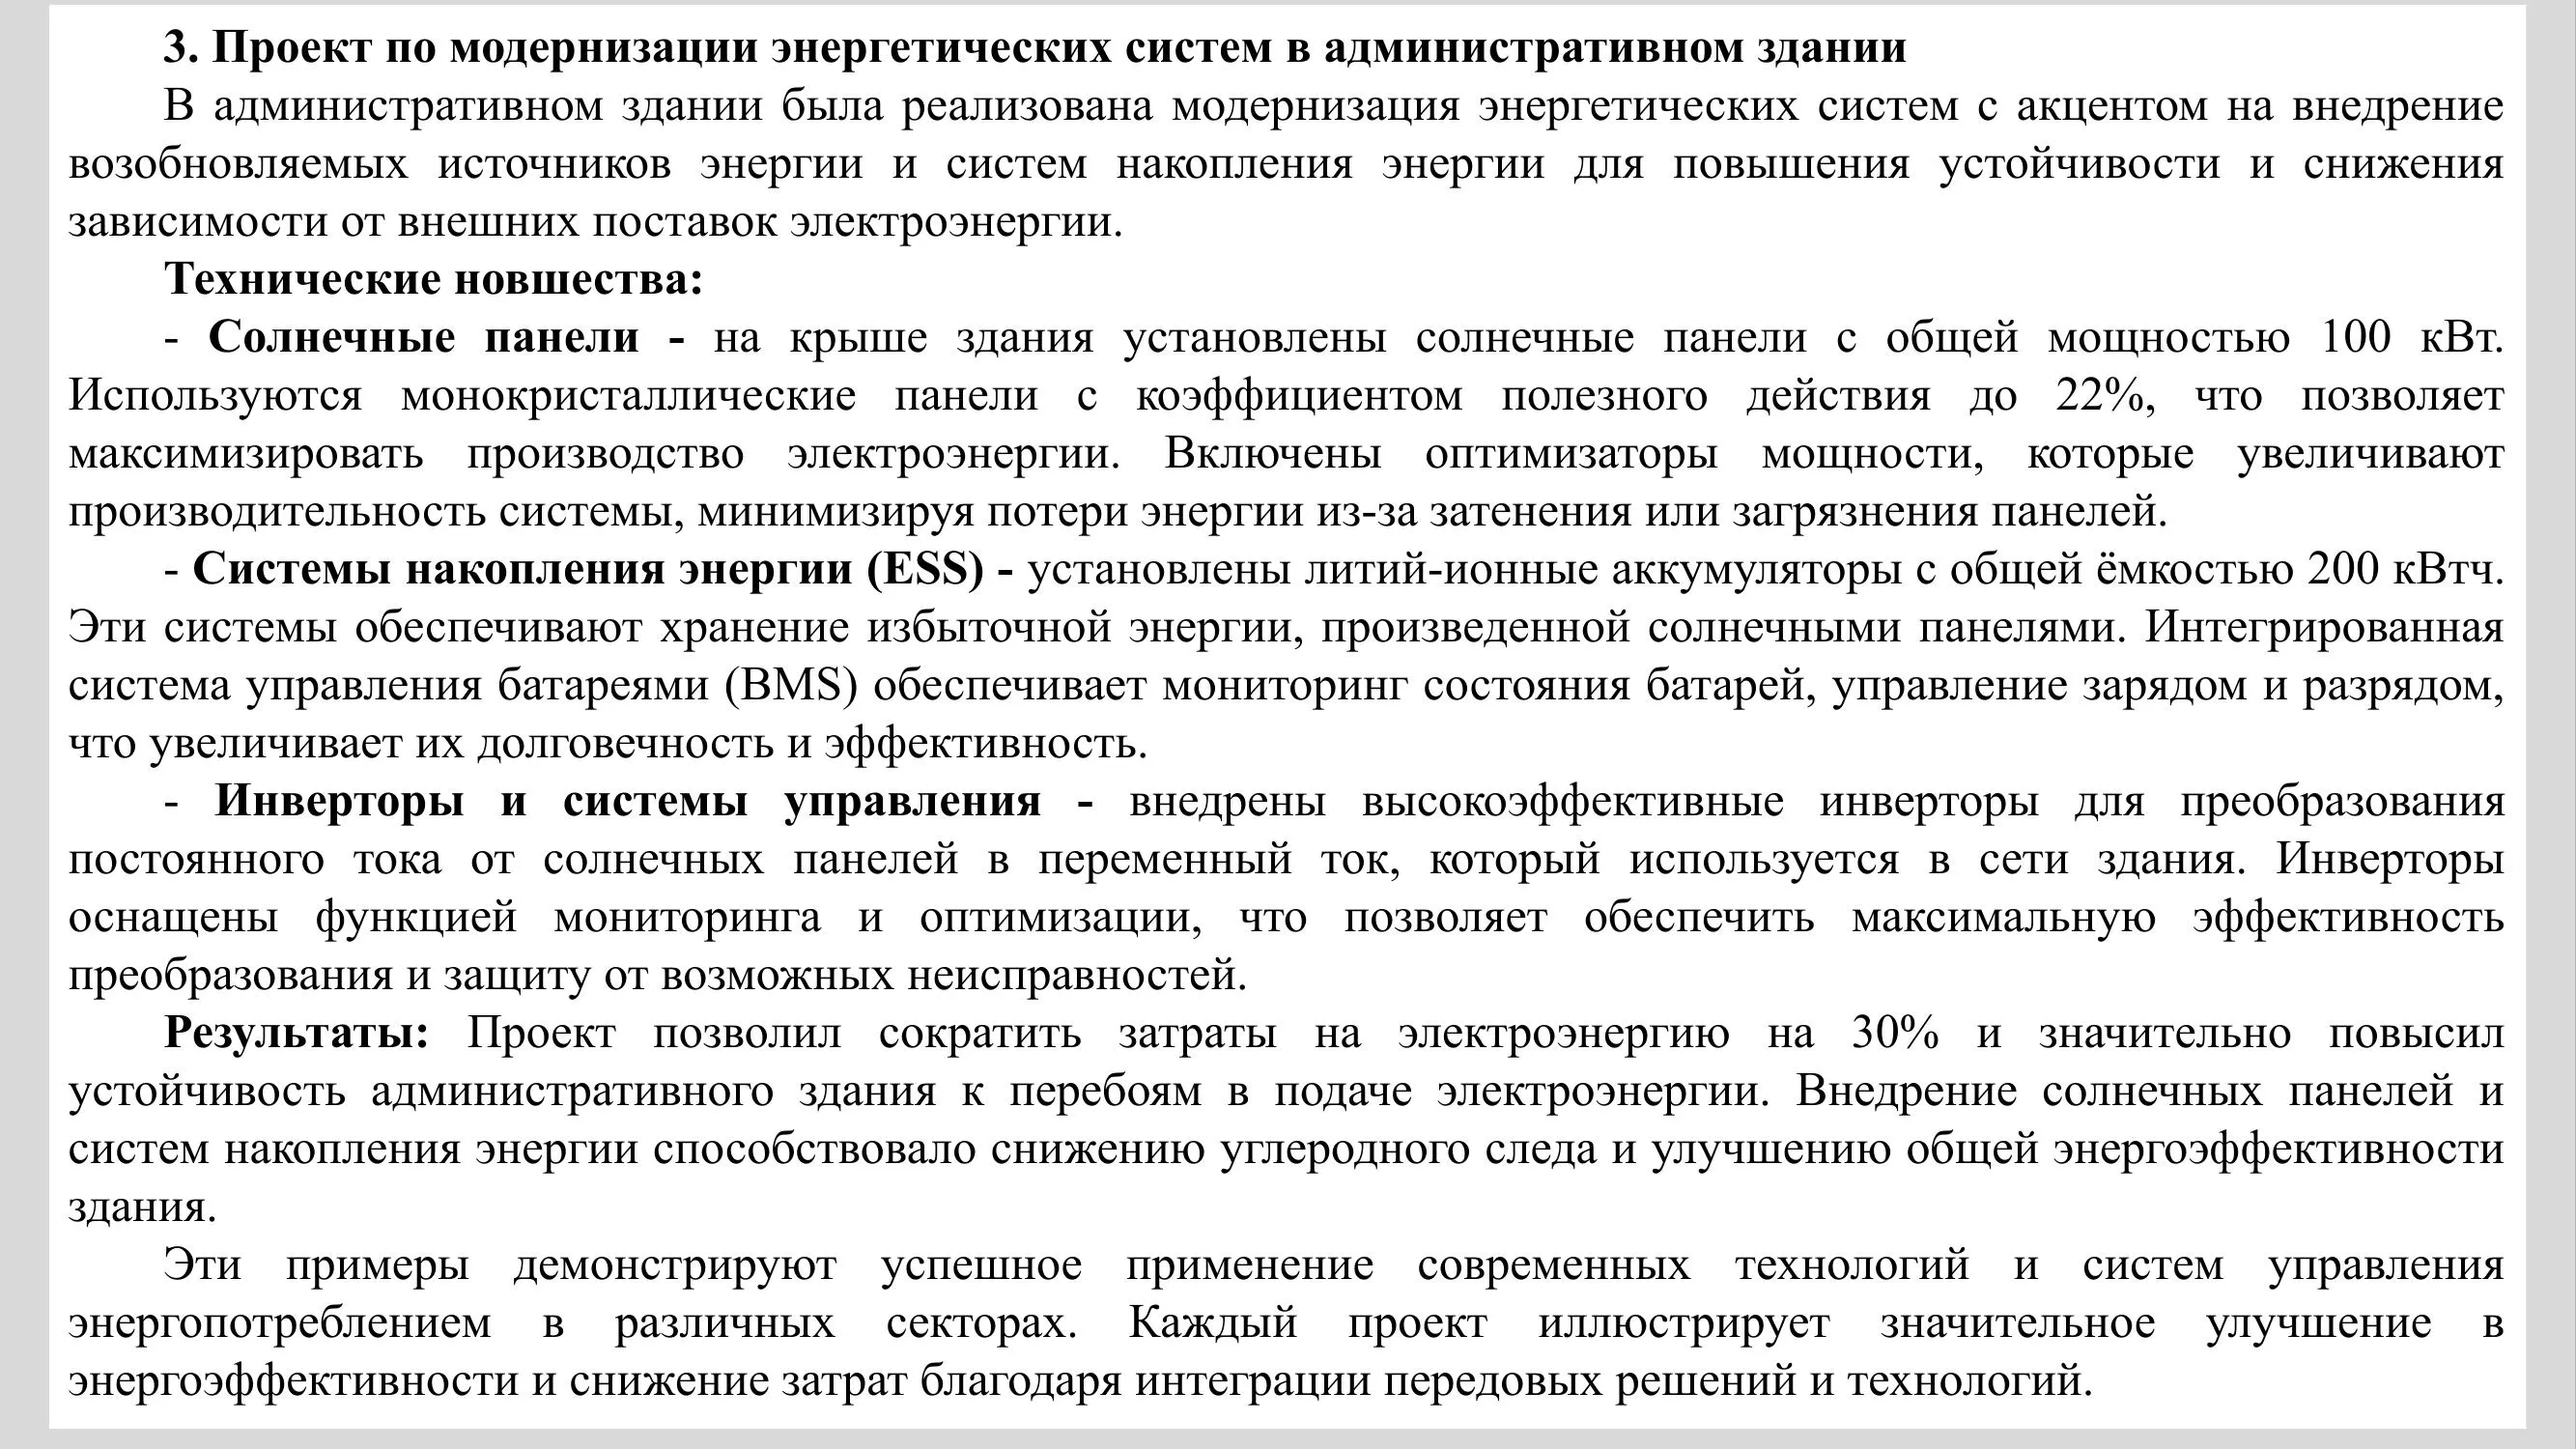 3. Проект по модернизации энергетических систем в административном здании
В административном здании была реализована модернизация энергетических систем с акцентом на внедрение
возобновляемых источников энергии и систем накопления энергии для повышения устойчивости и снижения
зависимости от внешних поставок электроэнергии.
Технические новшества:
- Солнечные панели - на крыше здания установлены солнечные панели с общей мощностью 100 кВт.
Используются монокристаллические панели с коэффициентом полезного действия до 22%, что позволяет
максимизировать производство электроэнергии. Включены оптимизаторы мощности, которые увеличивают
производительность системы, минимизируя потери энергии из-за затенения или загрязнения панелей.
- Системы накопления энергии (ESS) - установлены литий-ионные аккумуляторы с общей ёмкостью 200 кВтч.
Эти системы обеспечивают хранение избыточной энергии, произведенной солнечными панелями. Интегрированная
система управления батареями (BMS) обеспечивает мониторинг состояния батарей, управление зарядом и разрядом,
что увеличивает их долговечность и эффективность.
- Инверторы и системы управления - внедрены высокоэффективные инверторы для преобразования
постоянного тока от солнечных панелей в переменный ток, который используется в сети здания. Инверторы
оснащены функцией мониторинга и оптимизации, что позволяет обеспечить максимальную эффективность
преобразования и защиту от возможных неисправностей.
Результаты: Проект позволил сократить затраты на электроэнергию на 30% и значительно повысил
устойчивость административного здания к перебоям в подаче электроэнергии. Внедрение солнечных панелей и
систем накопления энергии способствовало снижению углеродного следа и улучшению общей энергоэффективности
здания.
Эти примеры демонстрируют успешное применение современных технологий и систем управления
энергопотреблением в различных секторах. Каждый проект иллюстрирует значительное улучшение в
энергоэффективности и снижение затрат благодаря интеграции передовых решений и технологий.